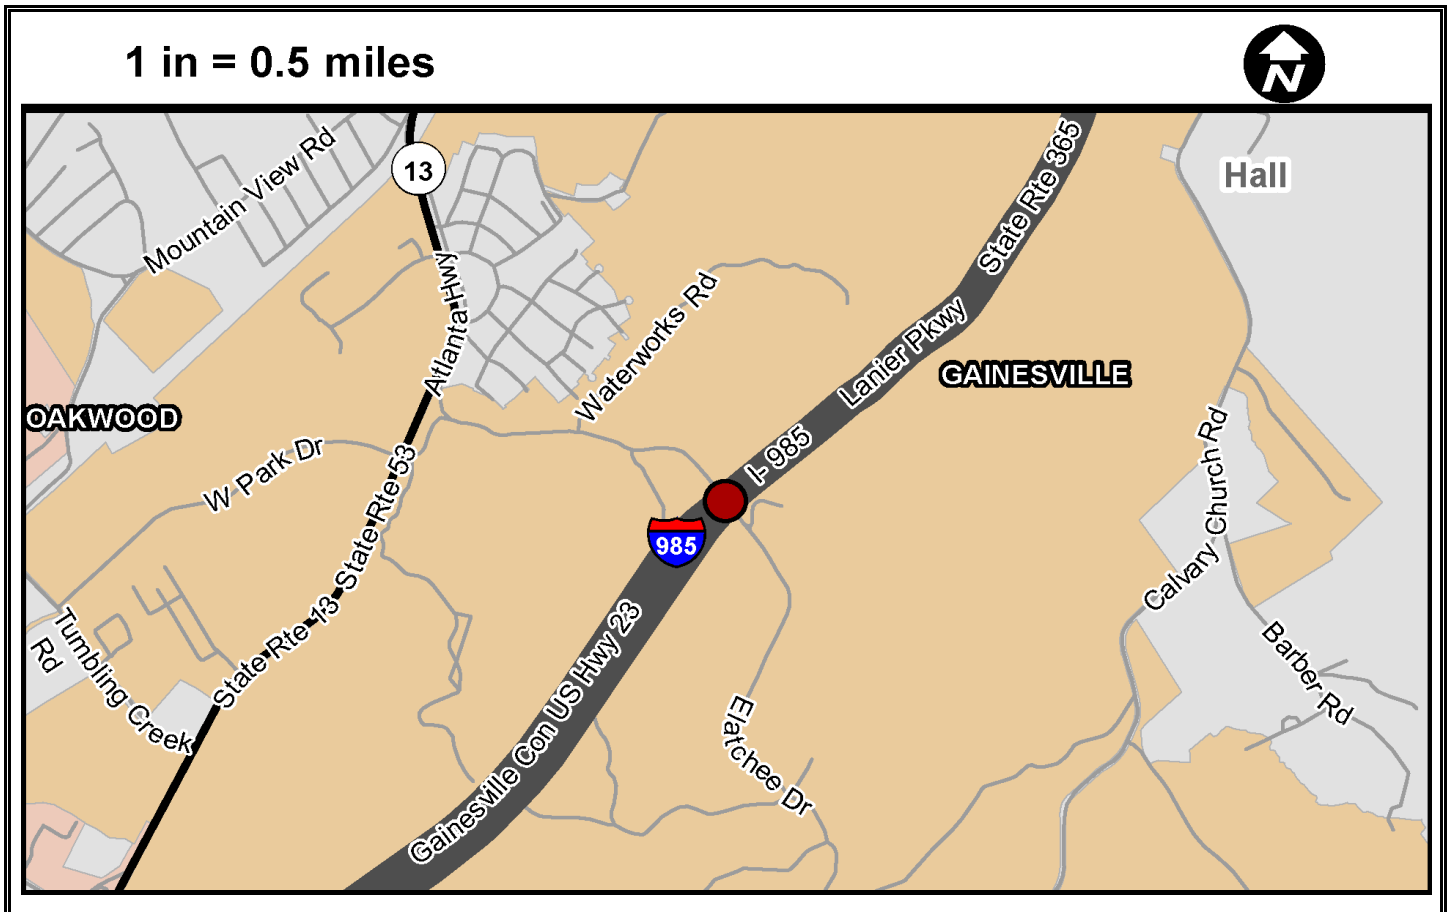 1 in = 0.5 miles
N
13
Mountain View Rd
State Rte 365
Hall
Atlanta Hwy
Waterworks Rd
Lanier Pkwy
GAINESVILLE
OAKWOOD
W Park Dr
State Rte 53
I- 985
Calvary Church Rd
985
State Rte 13
Tumbling Creek
Rd
Gainesville Con US Hwy 23
Elatchee Dr
Barber Rd